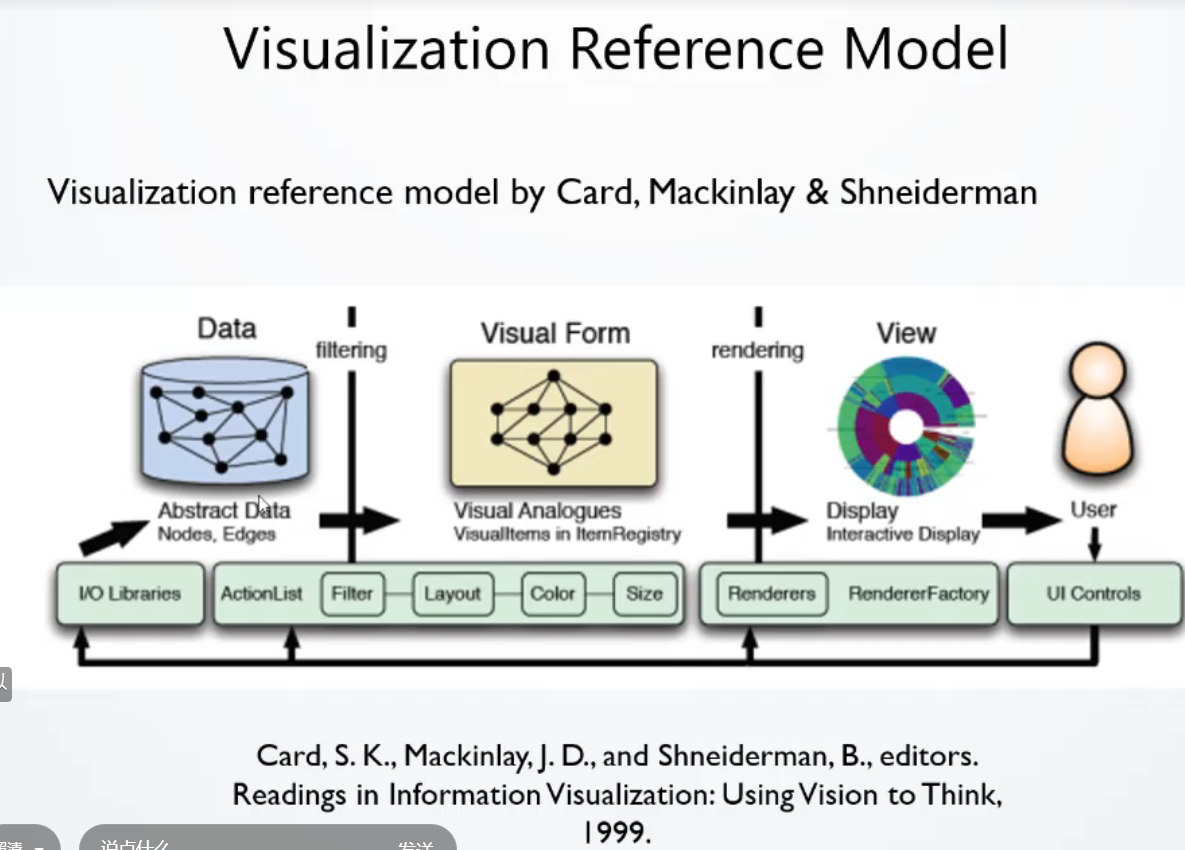 Visualization Reference Model
Visualization reference model by Card, Mackinlay & Shneiderman
Data
filtering
Visual Form
rendering
View
Abstract Data
Nodes, Edges
Visual Analogues
VisualItems in ItemRegistry
Display
Interactive Display
User
I/O Libraries
ActionList
Filter
Layout
Color
Size
Renderers
RendererFactory
UI Controls
Card, S. K., Mackinlay, J. D., and Shneiderman, B., editors.
Readings in Information Visualization: Using Vision to Think,
1999.
说点什么
发送